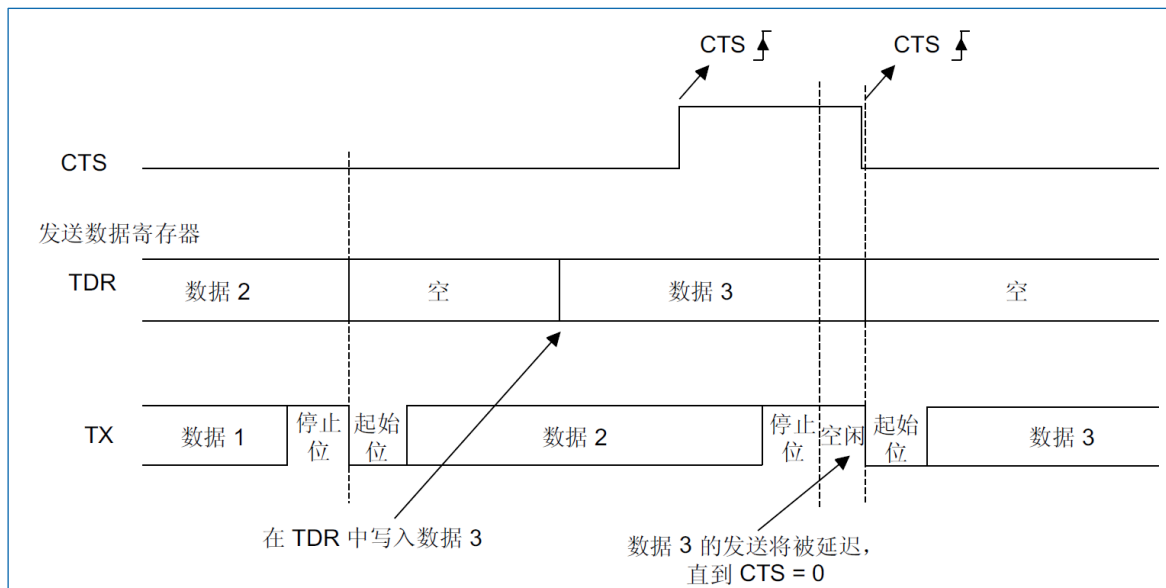 CTS CTS
CTS
发送数据寄存器
TDR 数据 2 空 数据 3 空
TX 数据 1 停止位 起始位 数据 2 停止位 空闲 起始位 数据 3
在 TDR 中写入数据 3
数据 3 的发送将被延迟，
直到 CTS = 0